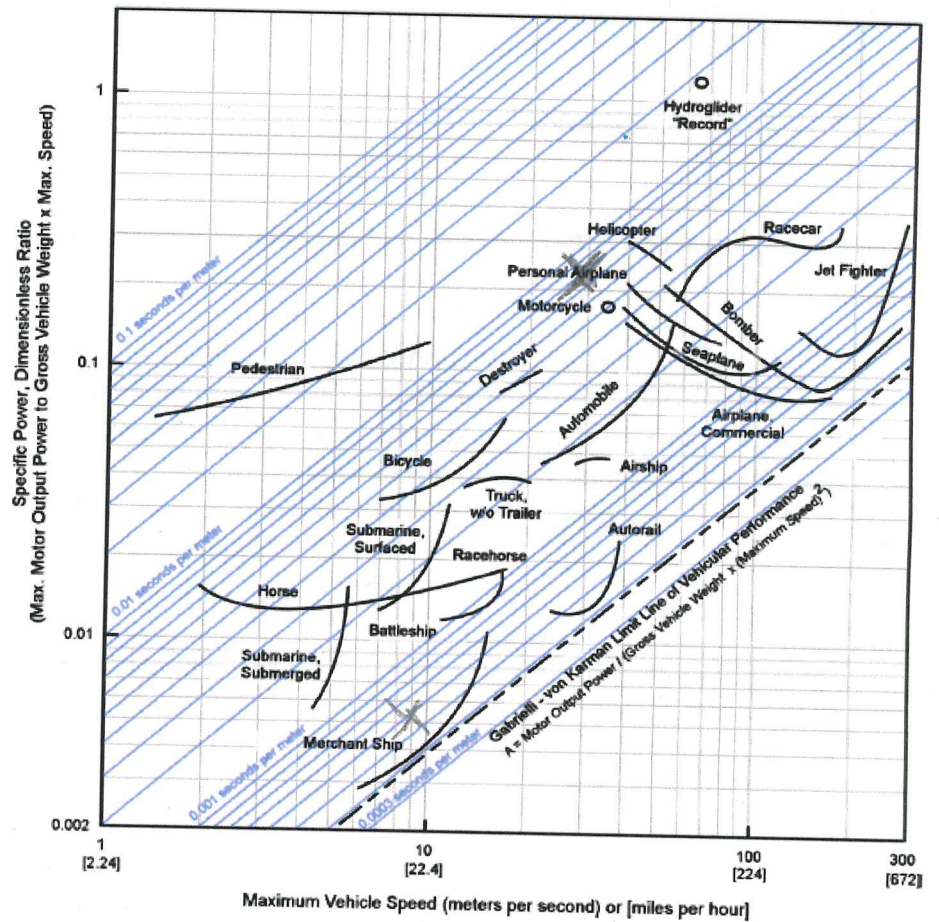 Specific Power, Dimensionless Ratio
(Max. Motor Output Power to Gross Vehicle Weight x Max. Speed)
1
0.1
0.01
0.002
0.1 seconds per meter
0.01 seconds per meter
0.001 seconds per meter
0.0003 seconds per meter
Hydroglider
"Record"
Helicopter
Racecar
Personal Airplane
Jet Fighter
Motorcycle
Bomber
Pedestrian
Destroyer
Seaplane
Automobile
Airplane,
Commercial
Bicycle
Airship
Truck,
w/o Trailer
Submarine,
Surfaced
Autorail
Racehorse
Horse
Battleship
Submarine,
Submerged
Merchant Ship
Gabrielli - von Karman Limit Line of Vehicular Performance
A = Motor Output Power / (Gross Vehicle Weight x (Maximum Speed)²)
1
[2.24]
10
[22.4]
100
[224]
300
[672]
Maximum Vehicle Speed (meters per second) or [miles per hour]